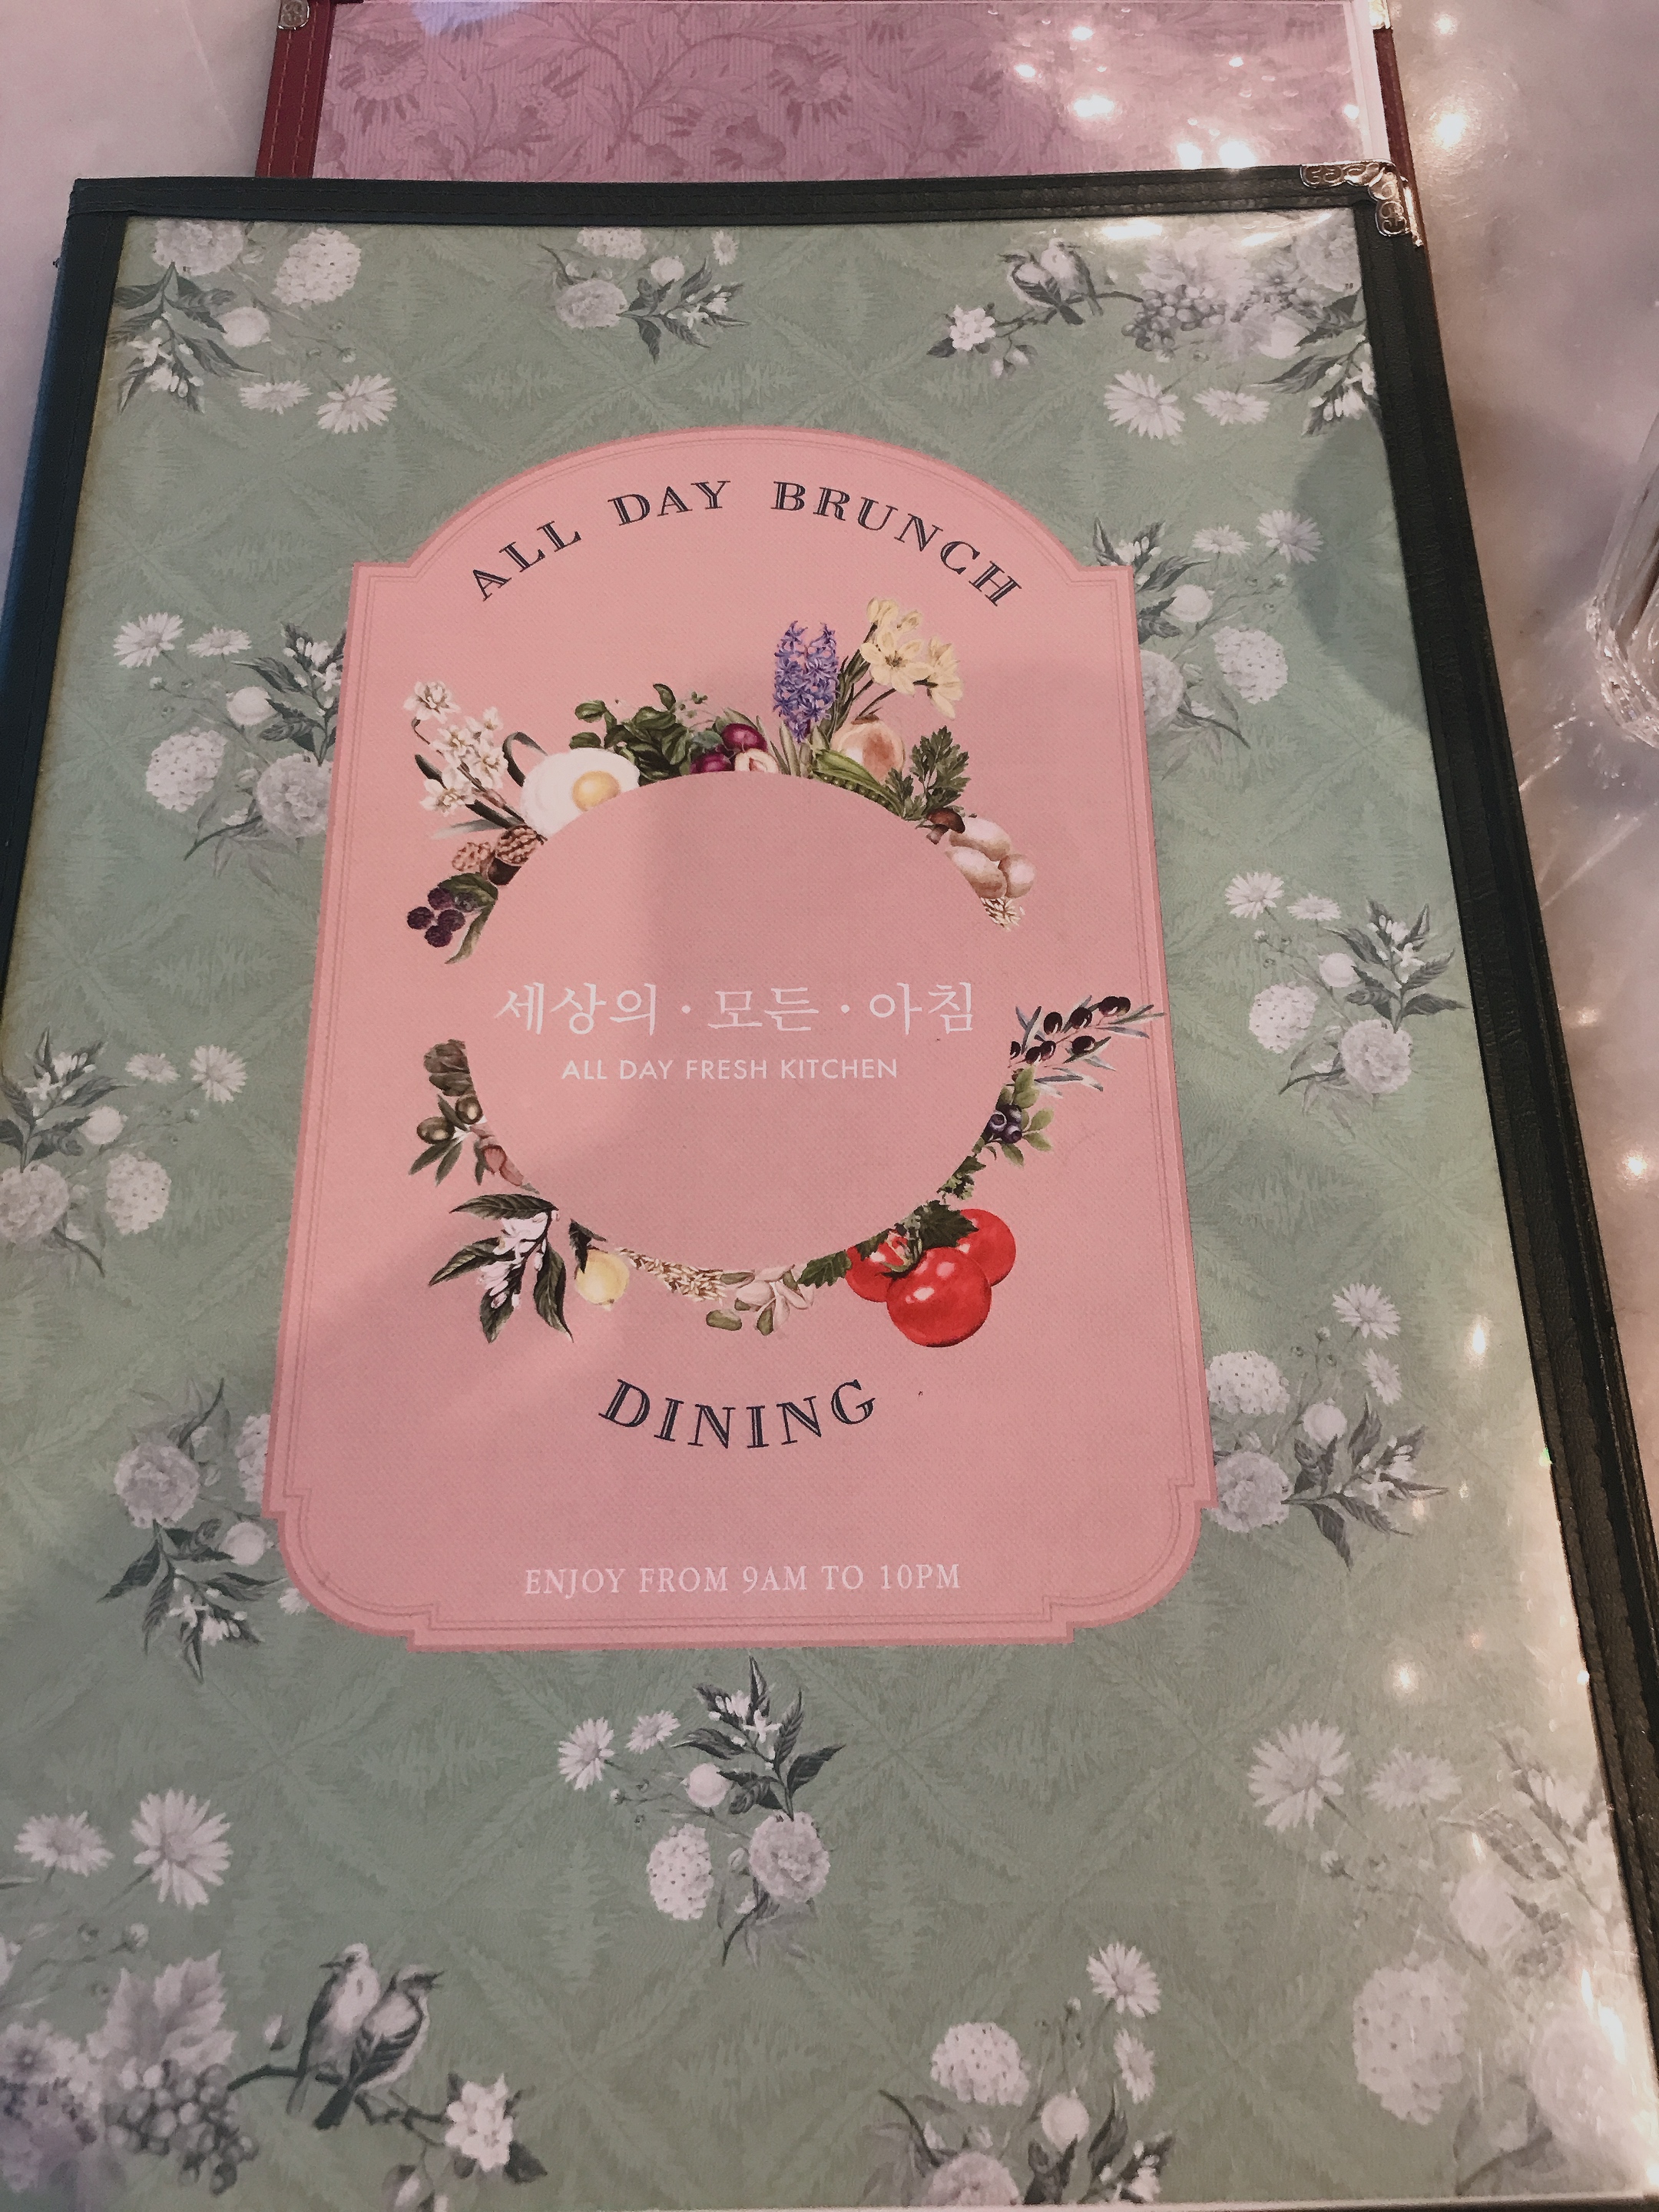 ALL DAY BRUNCH
세상의·모든·아침
ALL DAY FRESH KITCHEN
DINING
ENJOY FROM 9AM TO 10PM